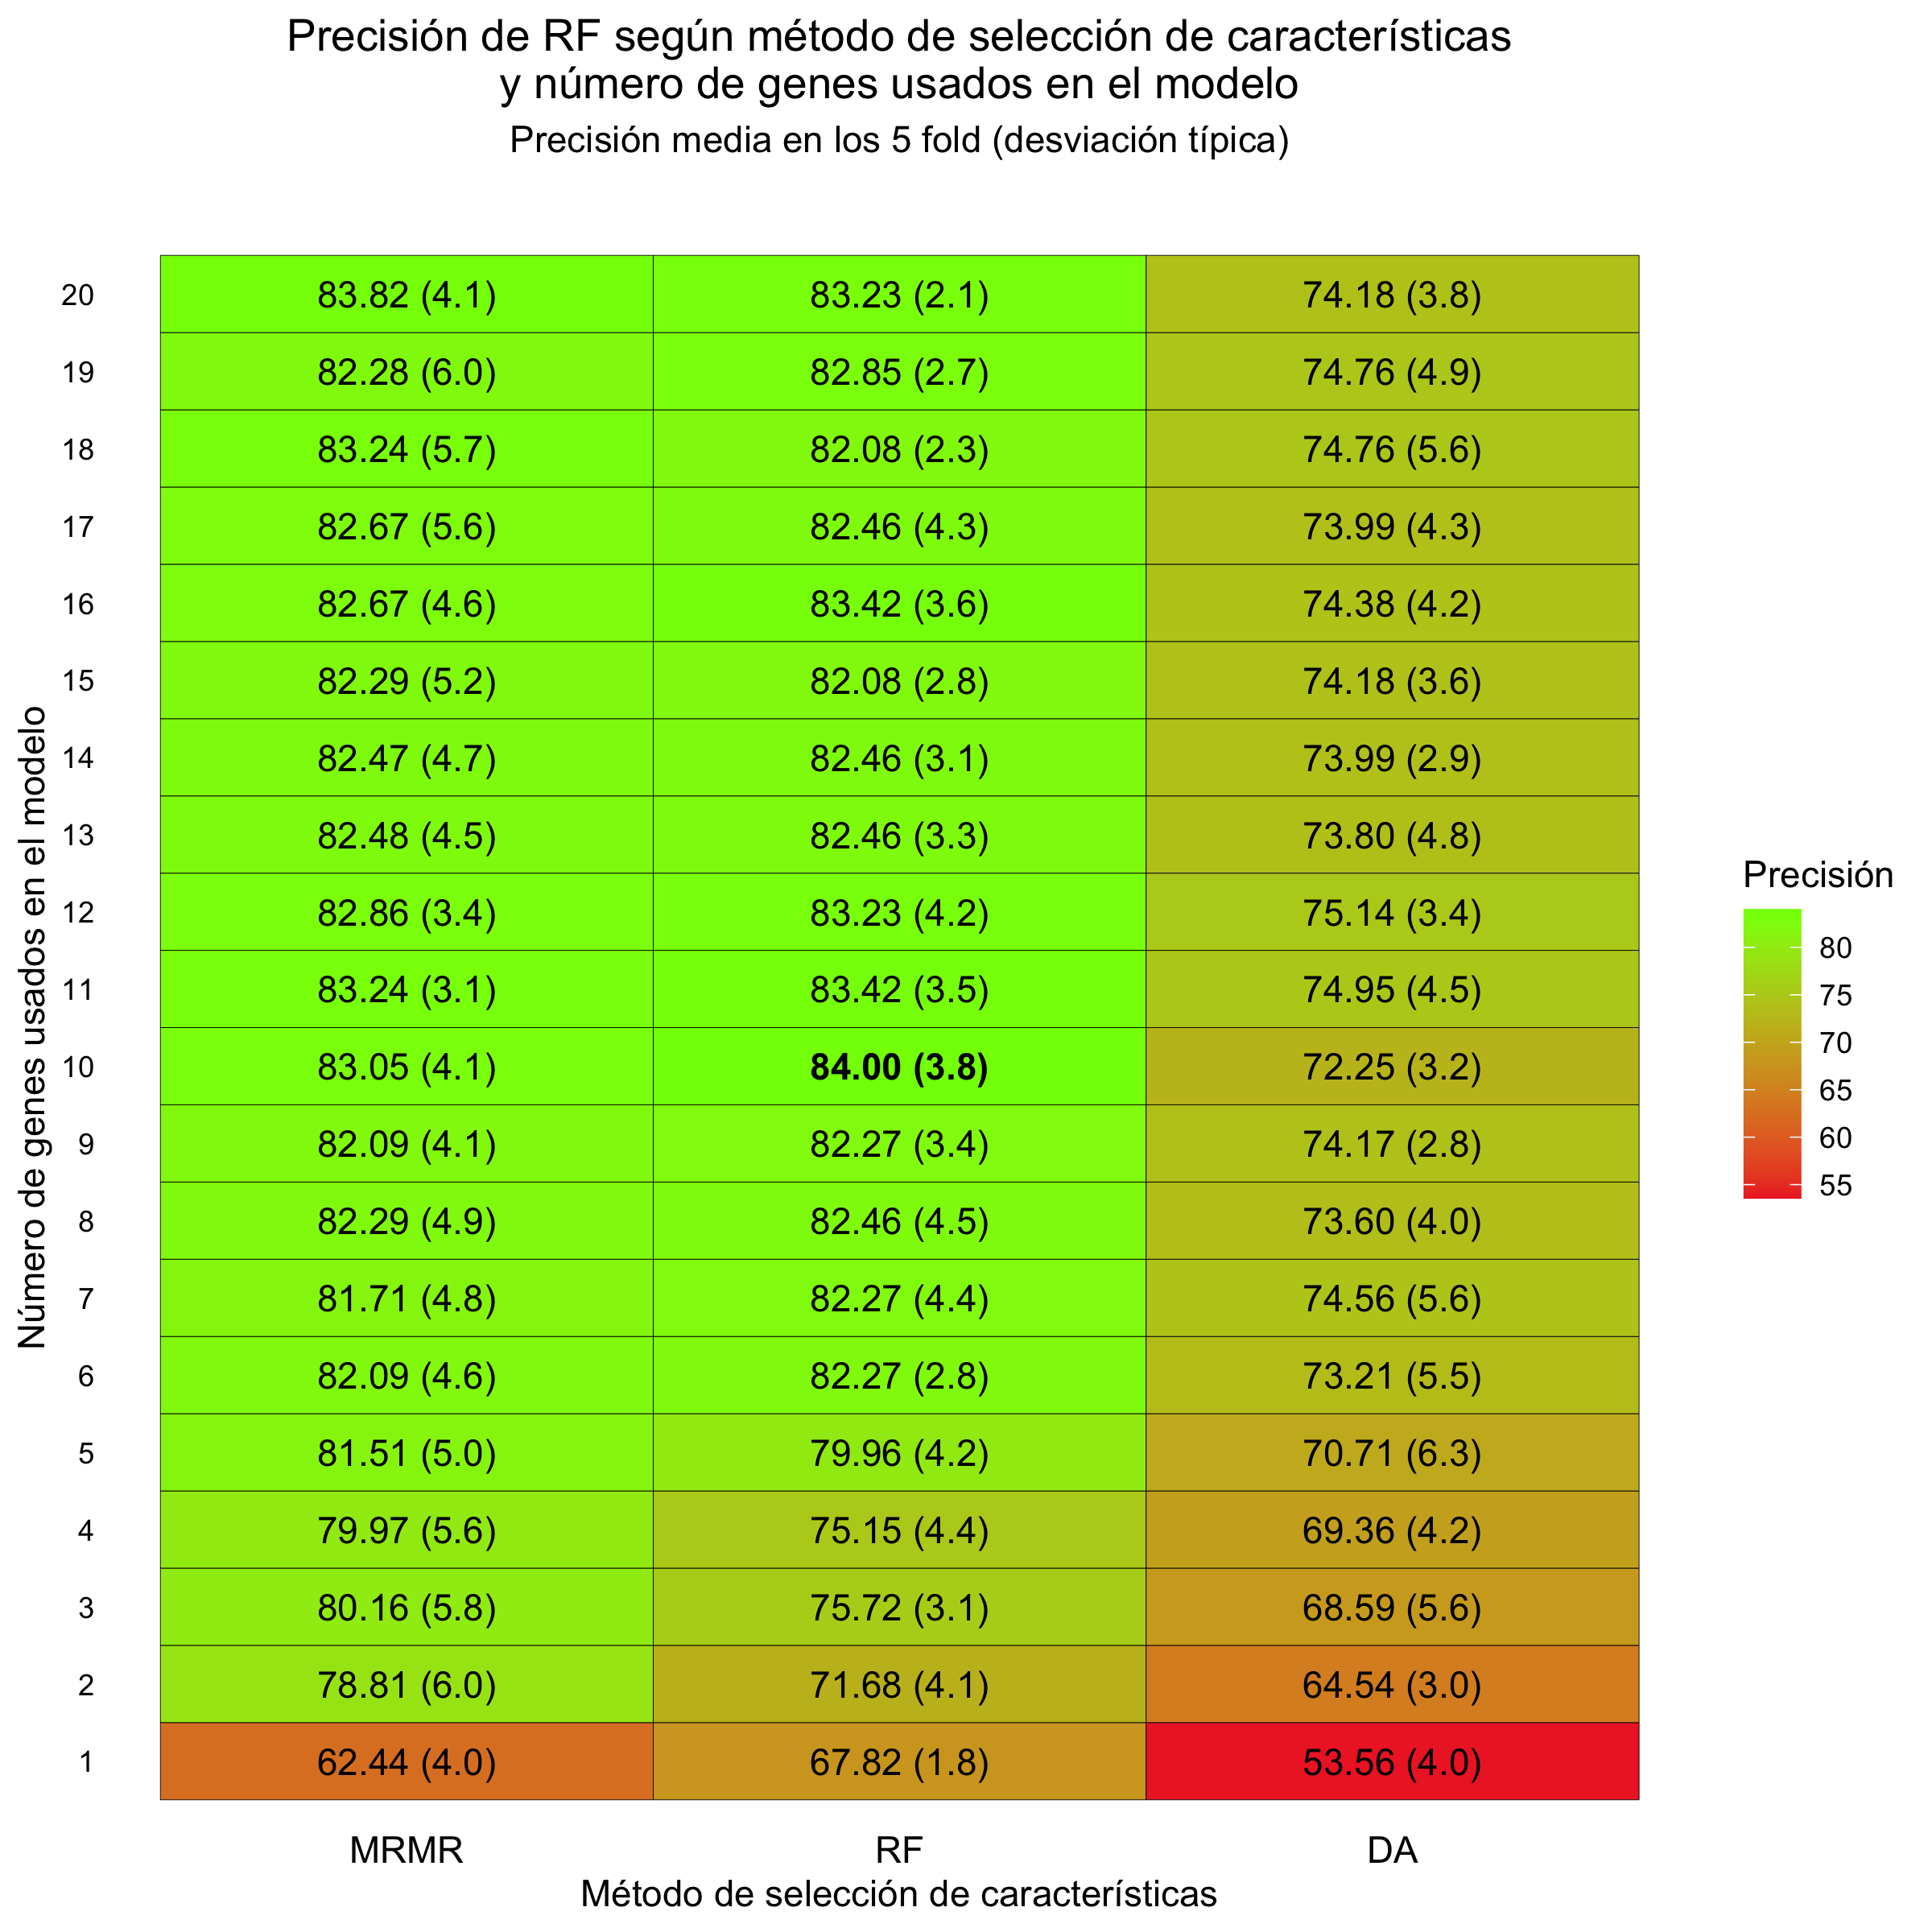 Precisión de RF según método de selección de características
y número de genes usados en el modelo
Precisión media en los 5 fold (desviación típica)
Número de genes usados en el modelo
20 83.82 (4.1) 83.23 (2.1) 74.18 (3.8)
19 82.28 (6.0) 82.85 (2.7) 74.76 (4.9)
18 83.24 (5.7) 82.08 (2.3) 74.76 (5.6)
17 82.67 (5.6) 82.46 (4.3) 73.99 (4.3)
16 82.67 (4.6) 83.42 (3.6) 74.38 (4.2)
15 82.29 (5.2) 82.08 (2.8) 74.18 (3.6)
14 82.47 (4.7) 82.46 (3.1) 73.99 (2.9)
13 82.48 (4.5) 82.46 (3.3) 73.80 (4.8)
12 82.86 (3.4) 83.23 (4.2) 75.14 (3.4)
11 83.24 (3.1) 83.42 (3.5) 74.95 (4.5)
10 83.05 (4.1) 84.00 (3.8) 72.25 (3.2)
9 82.09 (4.1) 82.27 (3.4) 74.17 (2.8)
8 82.29 (4.9) 82.46 (4.5) 73.60 (4.0)
7 81.71 (4.8) 82.27 (4.4) 74.56 (5.6)
6 82.09 (4.6) 82.27 (2.8) 73.21 (5.5)
5 81.51 (5.0) 79.96 (4.2) 70.71 (6.3)
4 79.97 (5.6) 75.15 (4.4) 69.36 (4.2)
3 80.16 (5.8) 75.72 (3.1) 68.59 (5.6)
2 78.81 (6.0) 71.68 (4.1) 64.54 (3.0)
1 62.44 (4.0) 67.82 (1.8) 53.56 (4.0)
MRMR RF DA
Método de selección de características
Precisión
80
75
70
65
60
55